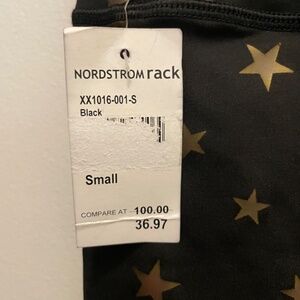 NORDSTROM rack
XX1016-001-S
Black
Small
COMPARE AT 100.00
36.97